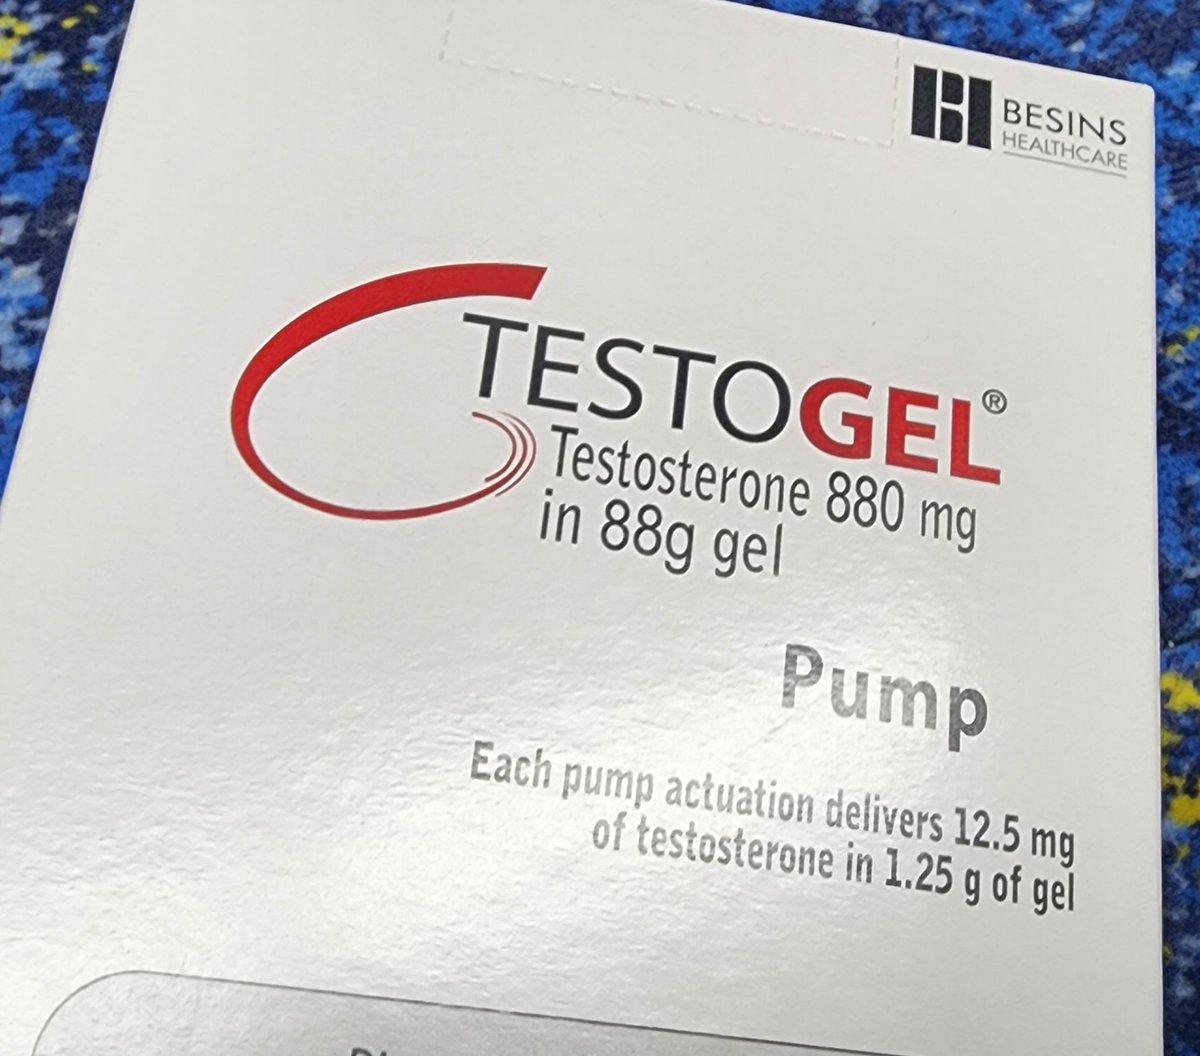 BESINS
HEALTHCARE
TESTOGEL®
Testosterone 880 mg
in 88g gel
Pump
Each pump actuation delivers 12.5 mg
of testosterone in 1.25 g of gel